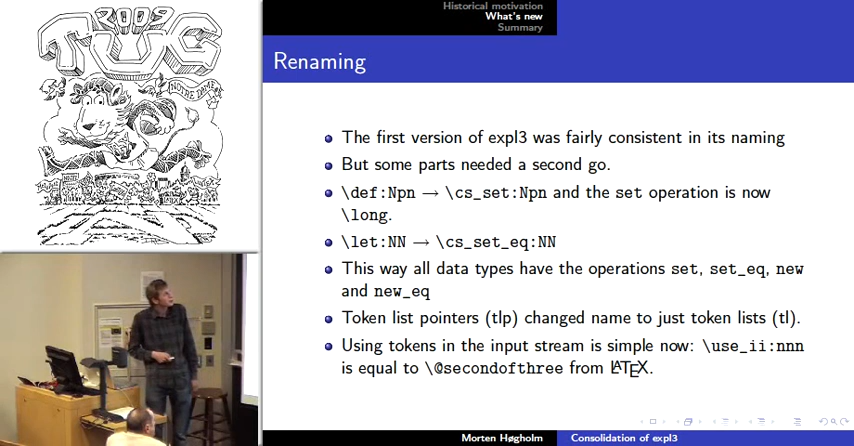 2009
TUG
NOTRE DAME
Historical motivation
What's new
Summary
Renaming
The first version of expl3 was fairly consistent in its naming
But some parts needed a second go.
\def:Npn → \cs_set:Npn and the set operation is now
\long.
\let:NN → \cs_set_eq:NN
This way all data types have the operations set, set_eq, new
and new_eq
Token list pointers (tlp) changed name to just token lists (tl).
Using tokens in the input stream is simple now: \use_ii:nnn
is equal to \@secondofthree from LATEX.
Morten Høgholm
Consolidation of expl3